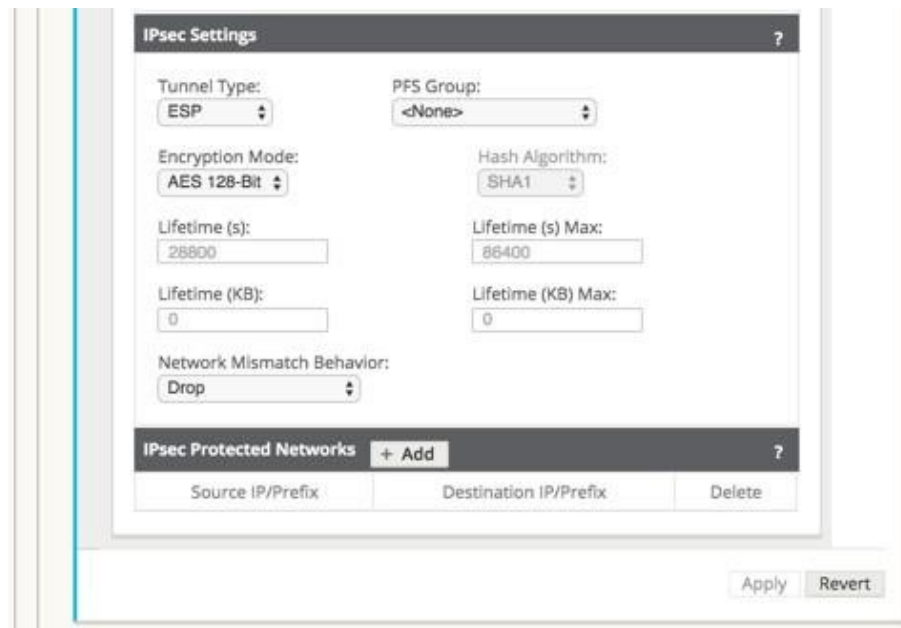 IPsec Settings ?
Tunnel Type: PFS Group:
ESP <None>
Encryption Mode: Hash Algorithm:
AES 128-Bit SHA1
Lifetime (s): Lifetime (s) Max:
28800 86400
Lifetime (KB): Lifetime (KB) Max:
0 0
Network Mismatch Behavior:
Drop
IPsec Protected Networks + Add ?
Source IP/Prefix Destination IP/Prefix Delete
Apply Revert